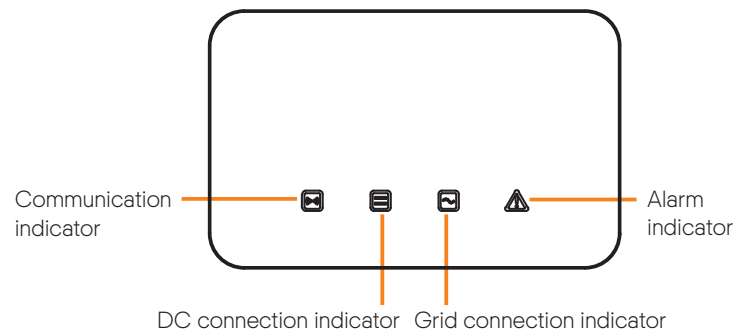 Communication
indicator
Alarm
indicator
DC connection indicator
Grid connection indicator